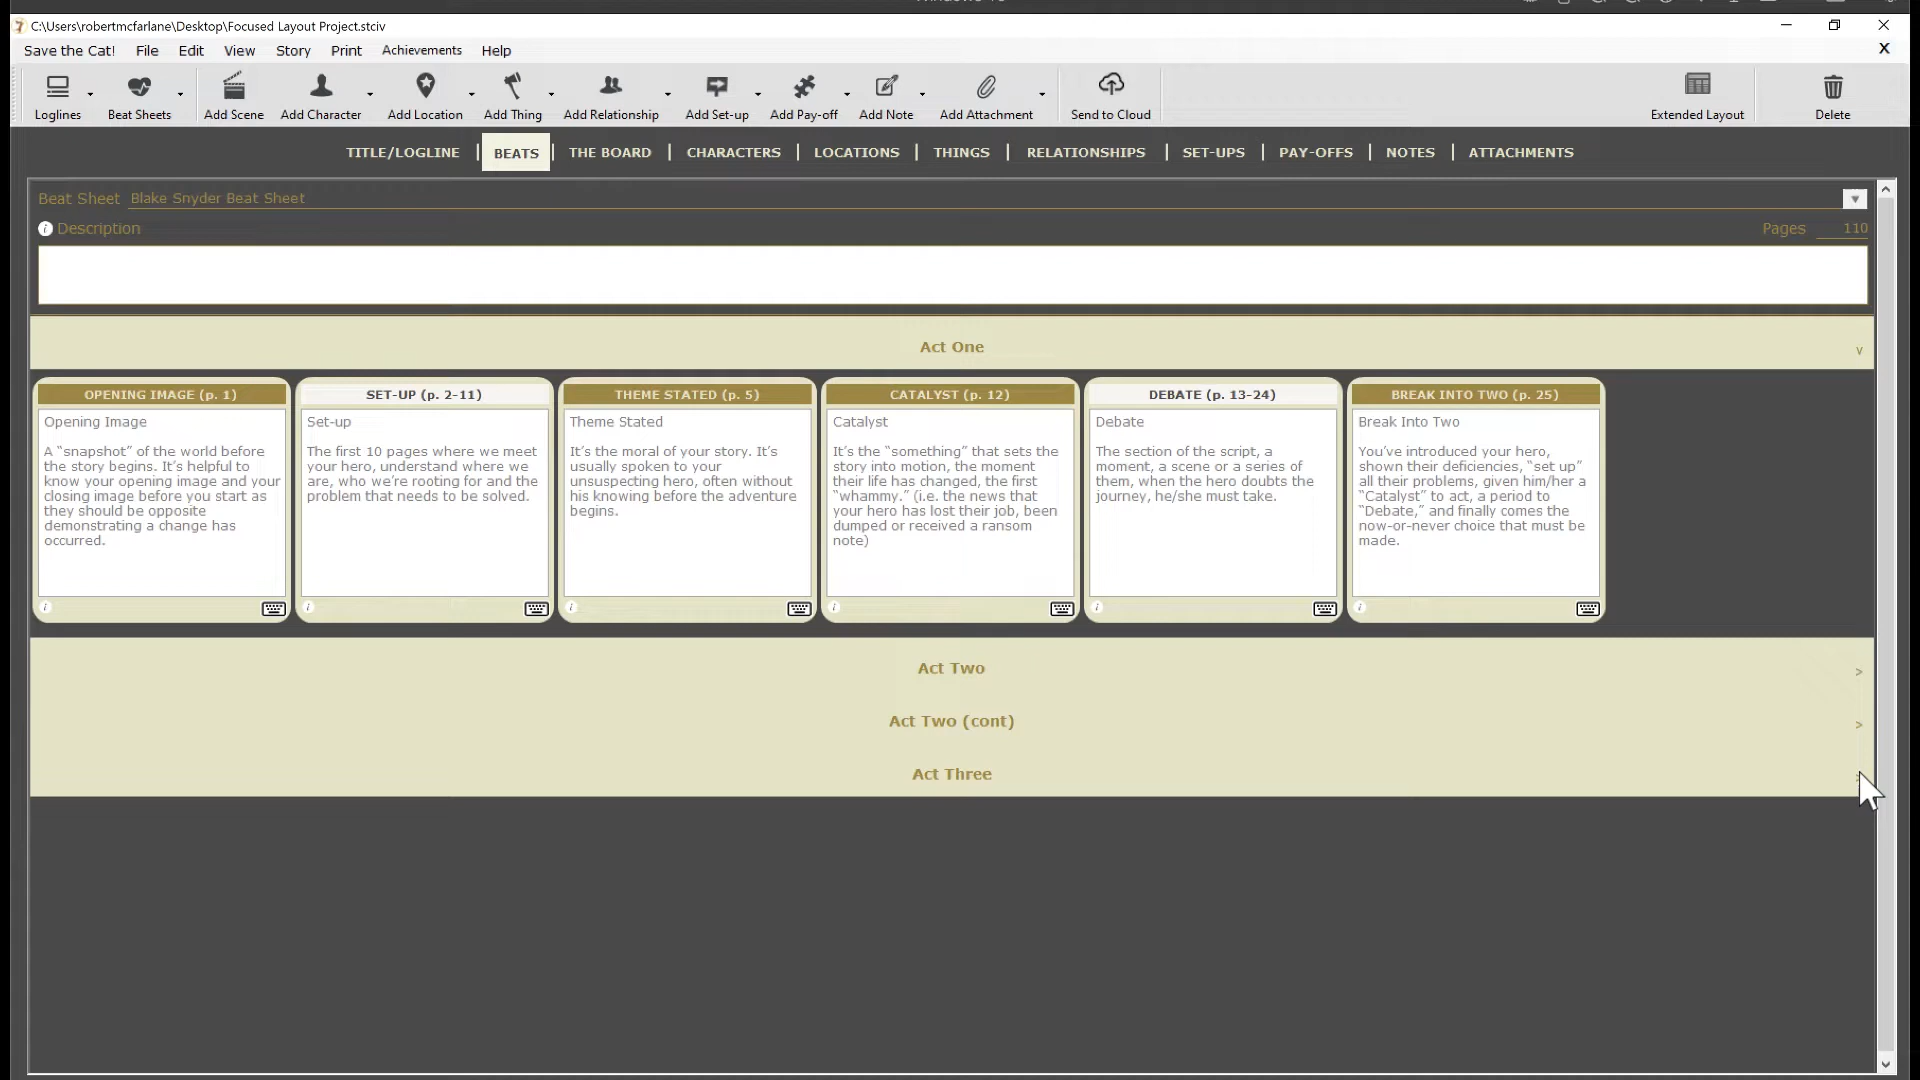 C:\Users\robertmcfarlane\Desktop\Focused Layout Project.stciv
Save the Cat! File Edit View Story Print Achievements Help X
Loglines Beat Sheets Add Scene Add Character Add Location Add Thing Add Relationship Add Set-up Add Pay-off Add Note Add Attachment Send to Cloud Extended Layout Delete
TITLE/LOGLINE | BEATS | THE BOARD | CHARACTERS | LOCATIONS | THINGS | RELATIONSHIPS | SET-UPS | PAY-OFFS | NOTES | ATTACHMENTS
Beat Sheet Blake Snyder Beat Sheet
i Description Pages 110
Act One v
OPENING IMAGE (p. 1)
Opening Image
A “snapshot” of the world before
the story begins. It’s helpful to
know your opening image and your
closing image before you start as
they should be opposite
demonstrating a change has
occurred.
SET-UP (p. 2-11)
Set-up
The first 10 pages where we meet
your hero, understand where we
are, who we’re rooting for and the
problem that needs to be solved.
THEME STATED (p. 5)
Theme Stated
It’s the moral of your story. It’s
usually spoken to your
unsuspecting hero, often without
his knowing before the adventure
begins.
CATALYST (p. 12)
Catalyst
It’s the “something” that sets the
story into motion, the moment
their life has changed, the first
“whammy.” (i.e. the news that
your hero has lost their job, been
dumped or received a ransom
note)
DEBATE (p. 13-24)
Debate
The section of the script, a
moment, a scene or a series of
them, when the hero doubts the
journey, he/she must take.
BREAK INTO TWO (p. 25)
Break Into Two
You’ve introduced your hero,
shown their deficiencies, “set up”
all their problems, given him/her a
“Catalyst” to act, a period to
“Debate,” and finally comes the
now-or-never choice that must be
made.
Act Two >
Act Two (cont) >
Act Three